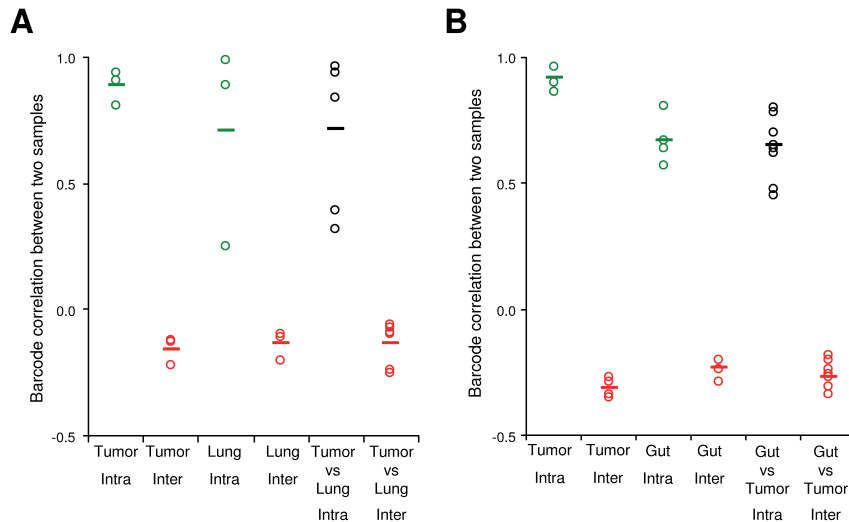 A
B
Barcode correlation between two samples
1.0
0.5
0.0
-0.5
Tumor Intra
Tumor Inter
Lung Intra
Lung Inter
Tumor vs Lung Intra
Tumor vs Lung Inter
Barcode correlation between two samples
1.0
0.5
0.0
-0.5
Tumor Intra
Tumor Inter
Gut Intra
Gut Inter
Gut vs Tumor Intra
Gut vs Tumor Inter